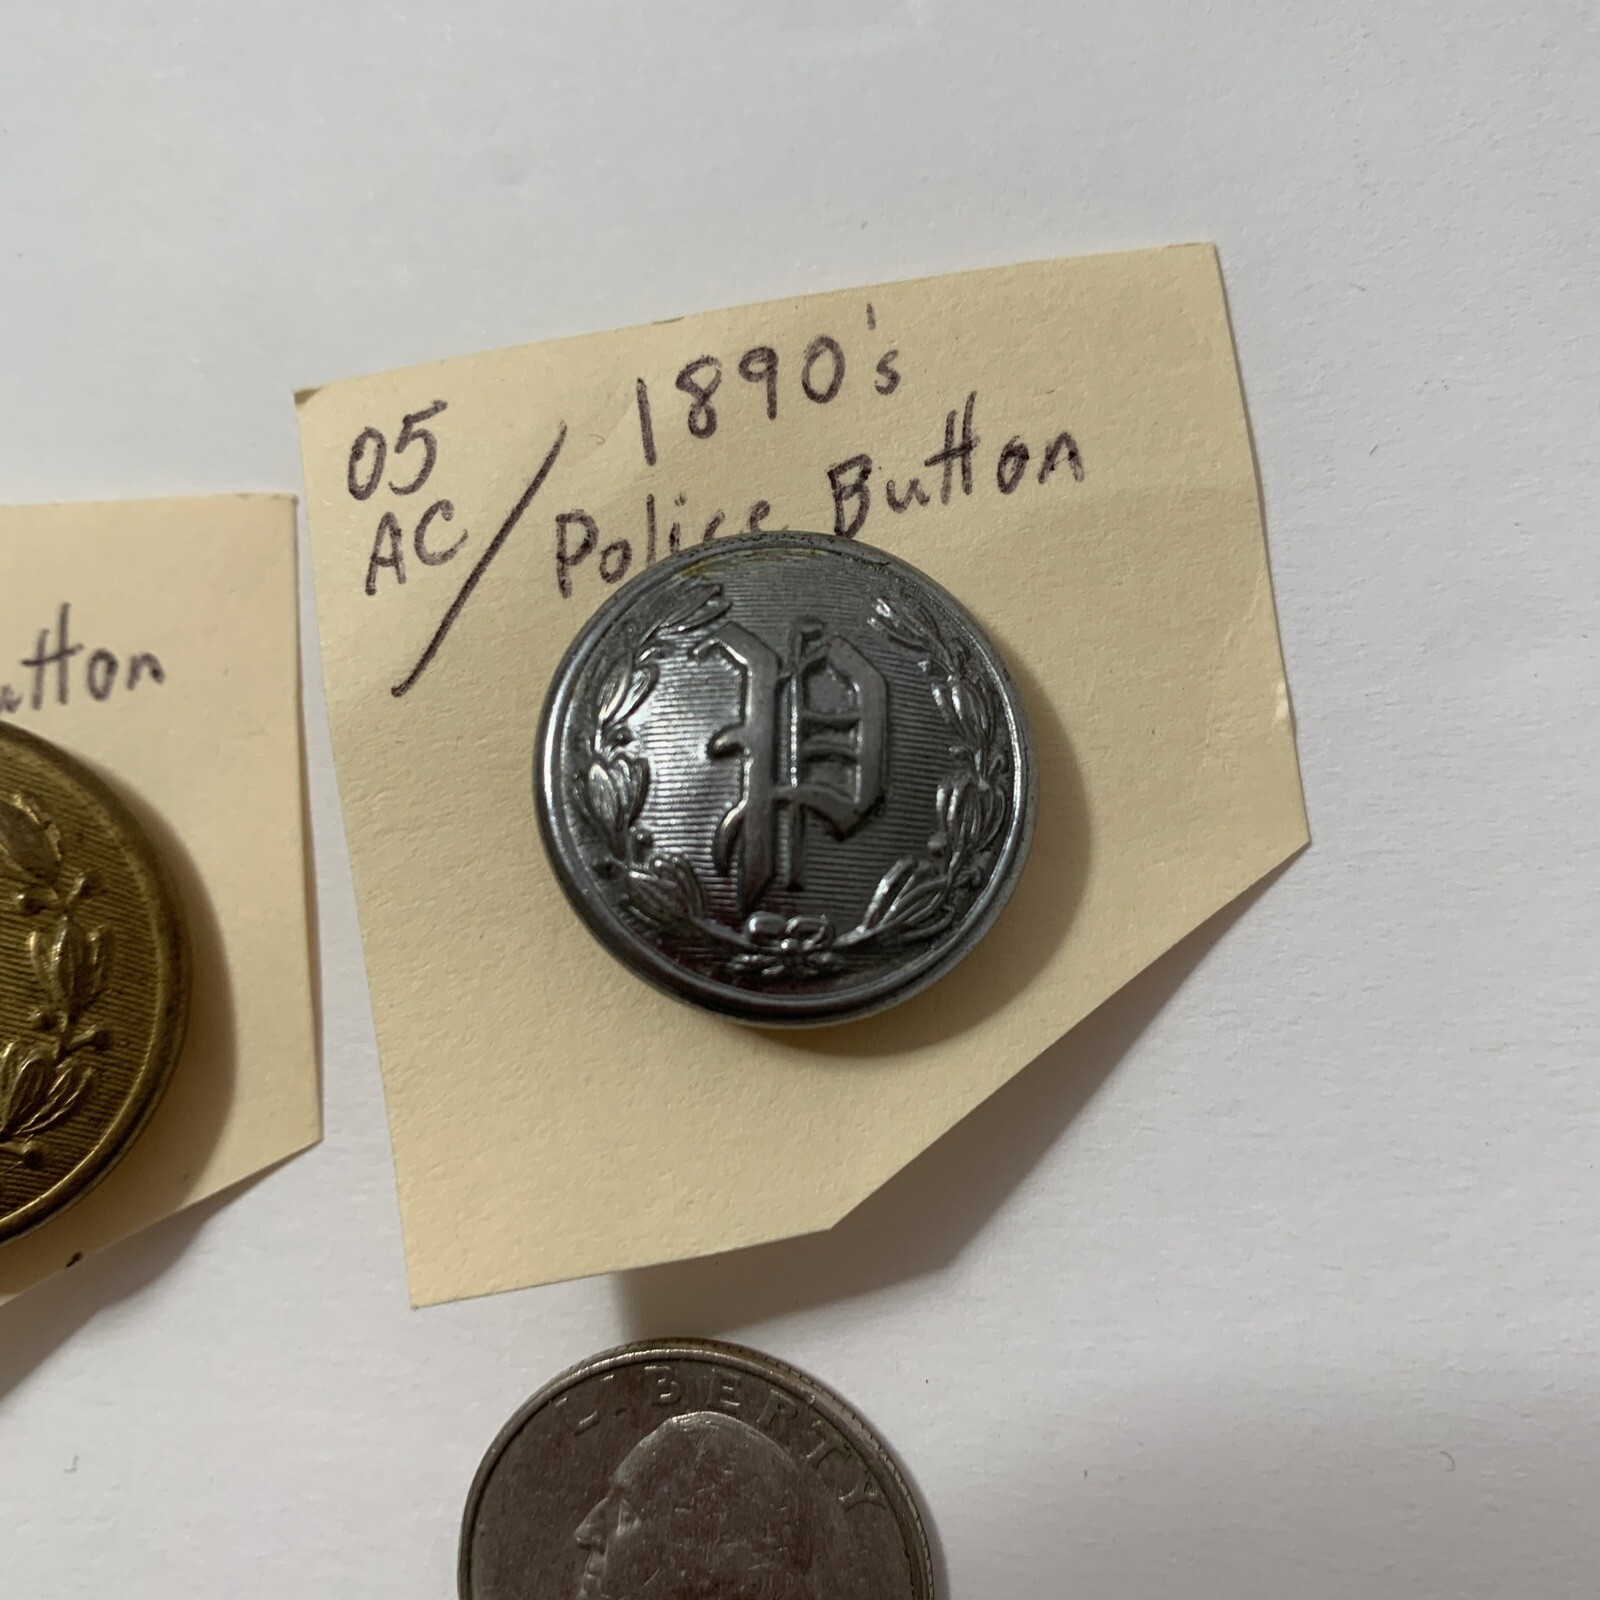 05
AC /
1890's
Police Button
utton
P
LIBERTY